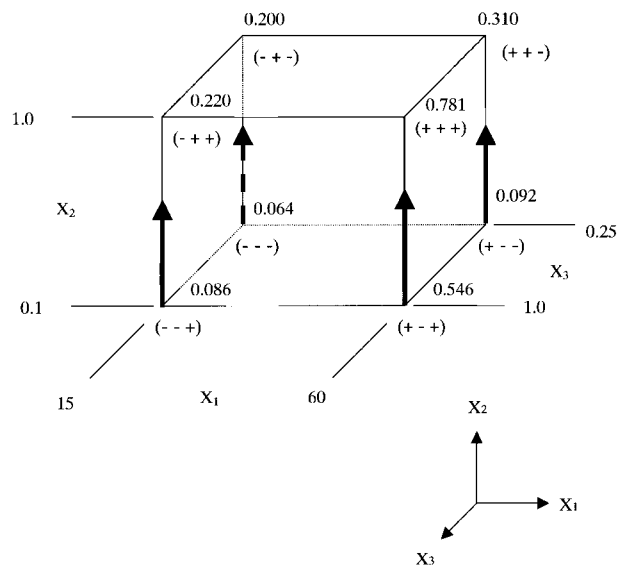 0.200 0.310
(- + -) (+ + -)
0.220 0.781
1.0 (- + +) (+ + +)
X2 0.064 0.092
(- - -) (+ - -) 0.25
X3
0.086 0.546
0.1 1.0
(- - +) (+ - +)
15 X1 60
X2
X1
X3